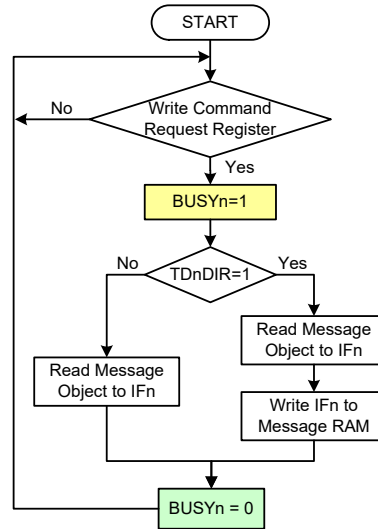 START
No
Write Command
Request Register
Yes
BUSYn=1
No
TDnDIR=1
Yes
Read Message
Object to IFn
Read Message
Object to IFn
Write IFn to
Message RAM
BUSYn = 0